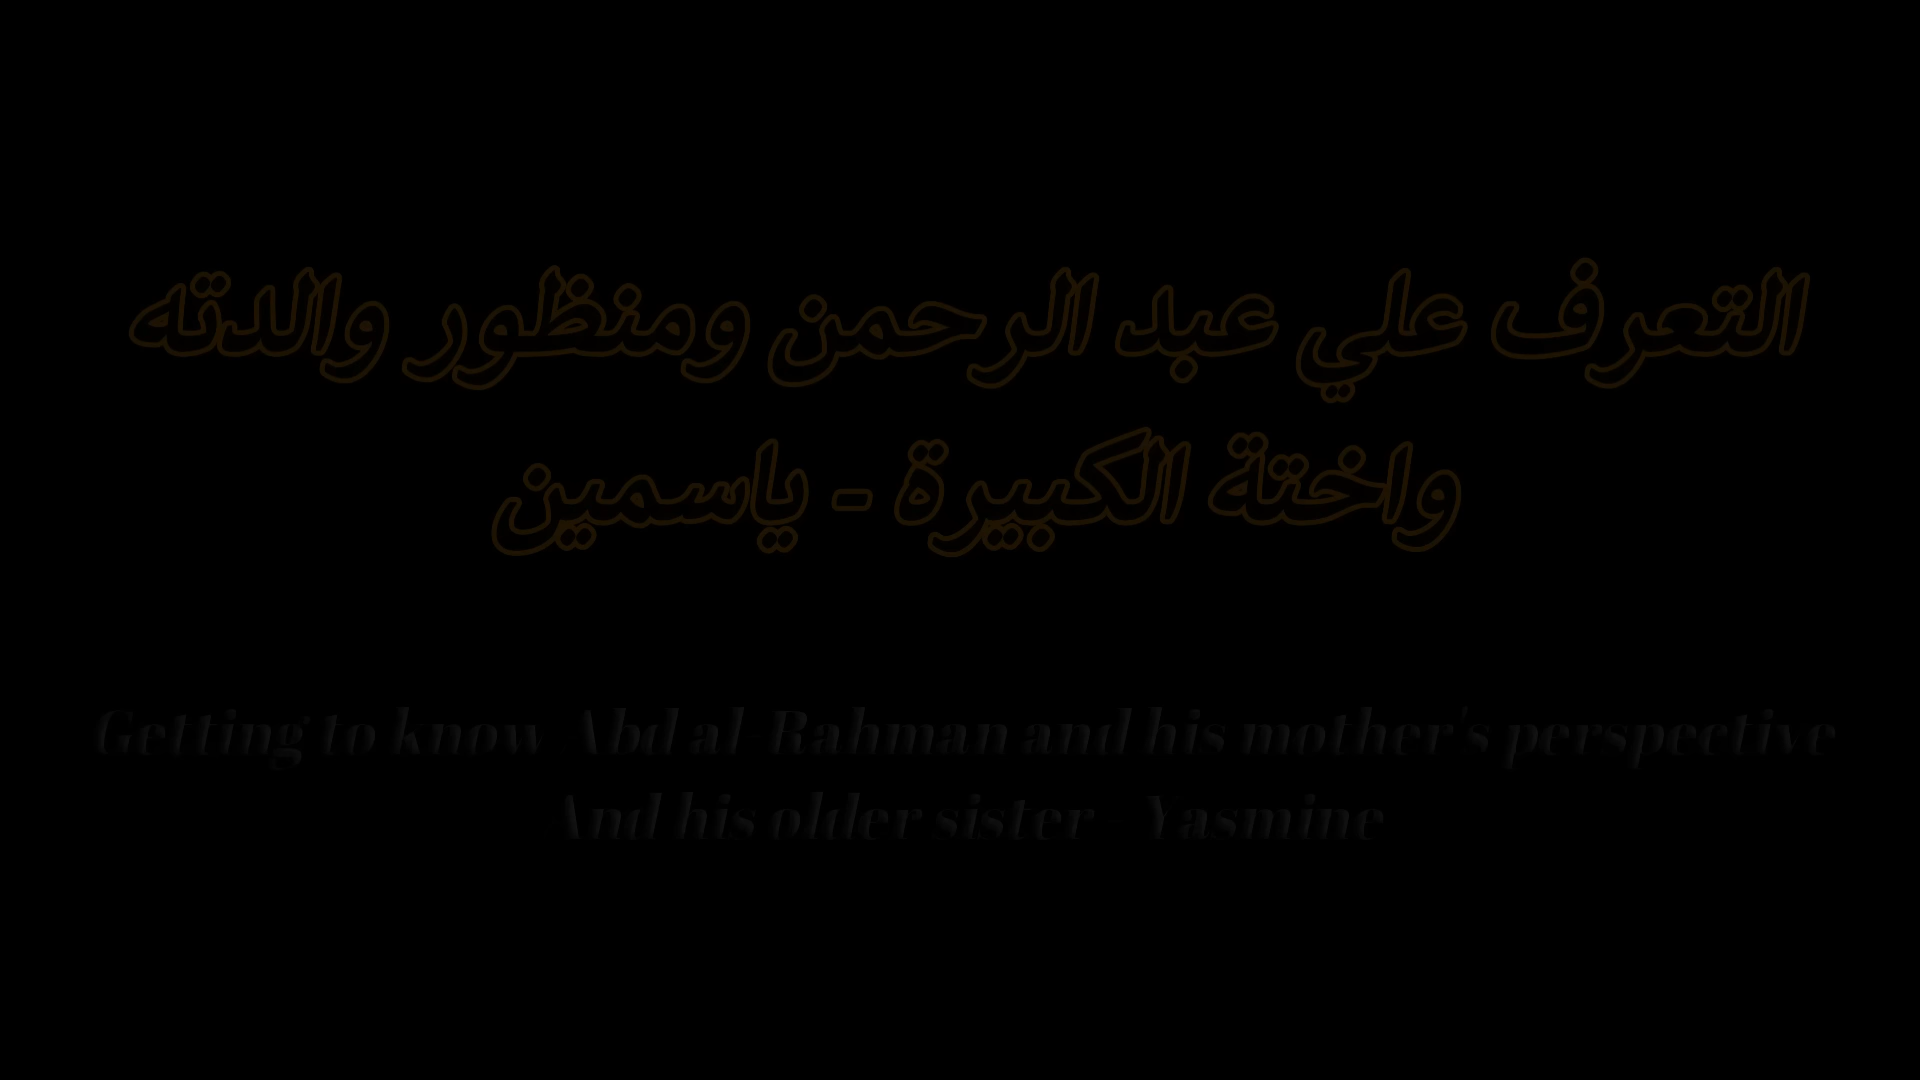 التعرف علي عبد الرحمن ومنظور والدته
واختة الكبيرة - ياسمين
Getting to know Abd al-Rahman and his mother's perspective
And his older sister - Yasmine